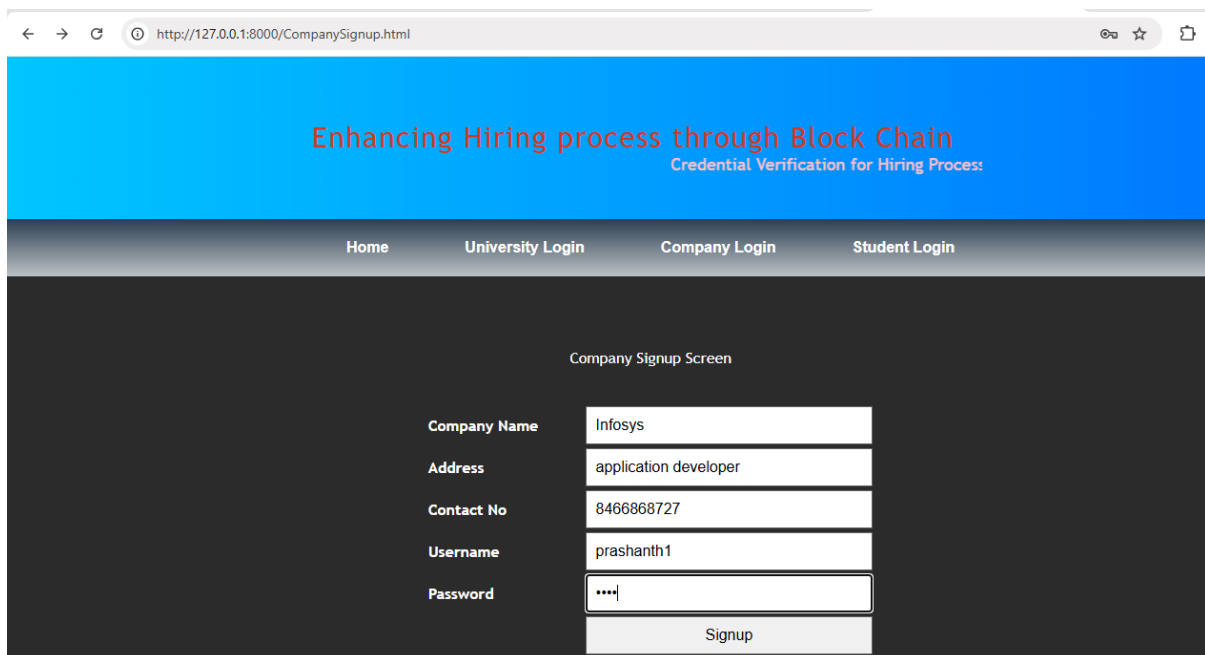 http://127.0.0.1:8000/CompanySignup.html
Enhancing Hiring process through Block Chain
Credential Verification for Hiring Process
Home University Login Company Login Student Login
Company Signup Screen
Company Name Infosys
Address application developer
Contact No 8466868727
Username prashanth1
Password ••••
Signup